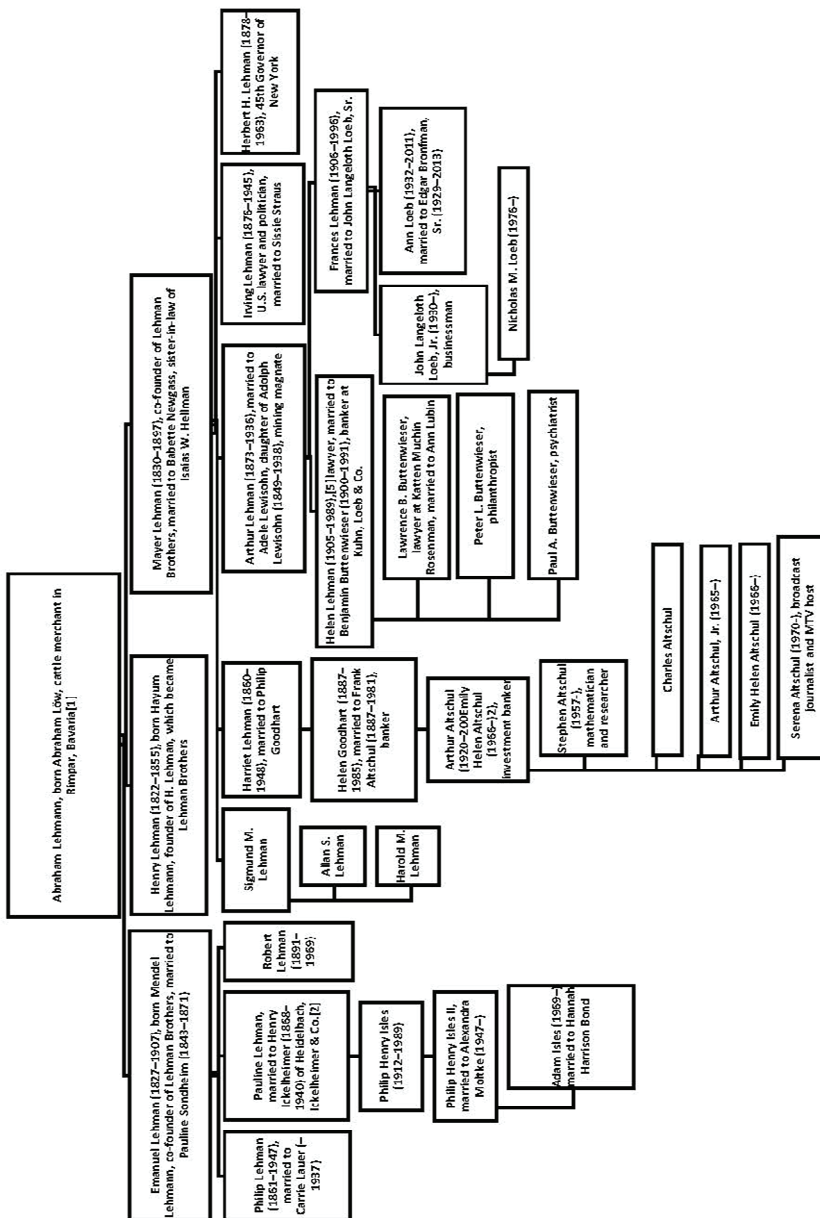 Abraham Lehmann, born Abraham Löw, cattle merchant in
Rimpar, Bavaria[1]
Emanuel Lehman (1827–1907), born Mendel
Lehmann, co-founder of Lehman Brothers, married to
Pauline Sondheim (1843–1871)
Henry Lehman (1822–1855), born Hayum
Lehmann, founder of H. Lehman, which became
Lehman Brothers
Mayer Lehman (1830–1897), co-founder of Lehman
Brothers, married to Babette Newgass, sister-in-law of
Isaias W. Hellman
Philip Lehman
(1861–1947),
married to
Carrie Lauer (–
1937)
Pauline Lehman,
married to Henry
Ickelheimer (1868–
1940) of Heidelbach,
Ickelheimer & Co.[2]
Robert
Lehman
(1891–
1969)
Philip Henry Isles
(1912–1989)
Philip Henry Isles II,
married to Alexandra
Moltke (1947–)
Adam Isles (1969–)
married to Hannah
Harrison Bond
Sigmund M.
Lehman
Allan S.
Lehman
Harold M.
Lehman
Harriet Lehman (1860–
1948), married to Philip
Goodhart
Helen Goodhart (1887–
1985), married to Frank
Altschul (1887–1981),
banker
Arthur Altschul
(1920–200Emily
Helen Altschul
(1966–)2),
investment banker
Stephen Altschul
(1957-),
mathematician
and researcher
Charles Altschul
Arthur Altschul, Jr. (1965–)
Emily Helen Altschul (1966–)
Serena Altschul (1970-), broadcast
journalist and MTV host
Arthur Lehman (1873–1936), married to
Adele Lewisohn, daughter of Adolph
Lewisohn (1849–1938), mining magnate
Irving Lehman (1876–1945),
U.S. lawyer and politician,
married to Sissie Straus
Herbert H. Lehman (1878–
1963), 45th Governor of
New York
Helen Lehman (1905–1989),[5] lawyer, married to
Benjamin Buttenwieser (1900–1991), banker at
Kuhn, Loeb & Co.
Lawrence B. Buttenwieser,
lawyer at Katten Muchin
Rosenman, married to Ann Lubin
Peter L. Buttenwieser,
philanthropist
Paul A. Buttenwieser, psychiatrist
Frances Lehman (1906–1996),
married to John Langeloth Loeb, Sr.
John Langeloth
Loeb, Jr. (1930–),
businessman
Ann Loeb (1932–2011),
married to Edgar Bronfman,
Sr. (1929–2013)
Nicholas M. Loeb (1976–)